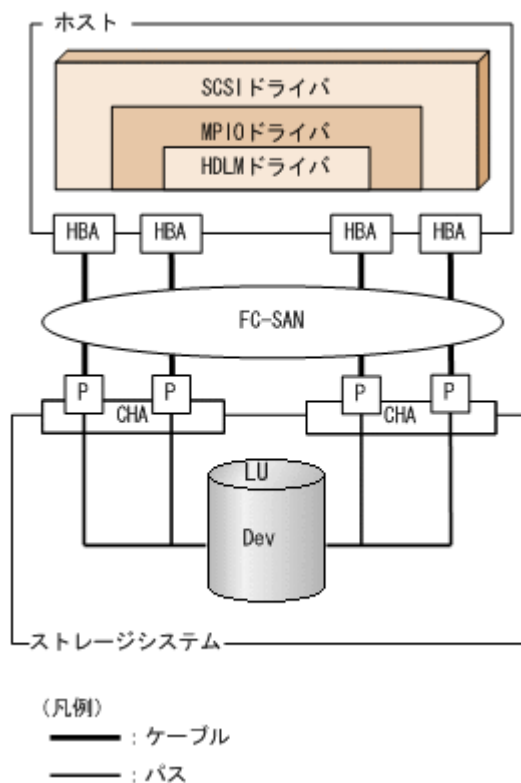 ホスト
SCSIドライバ
MPIOドライバ
HDLMドライバ
HBA HBA HBA HBA
FC-SAN
P P P P
CHA CHA
LU
Dev
ストレージシステム
(凡例)
:ケーブル
:パス